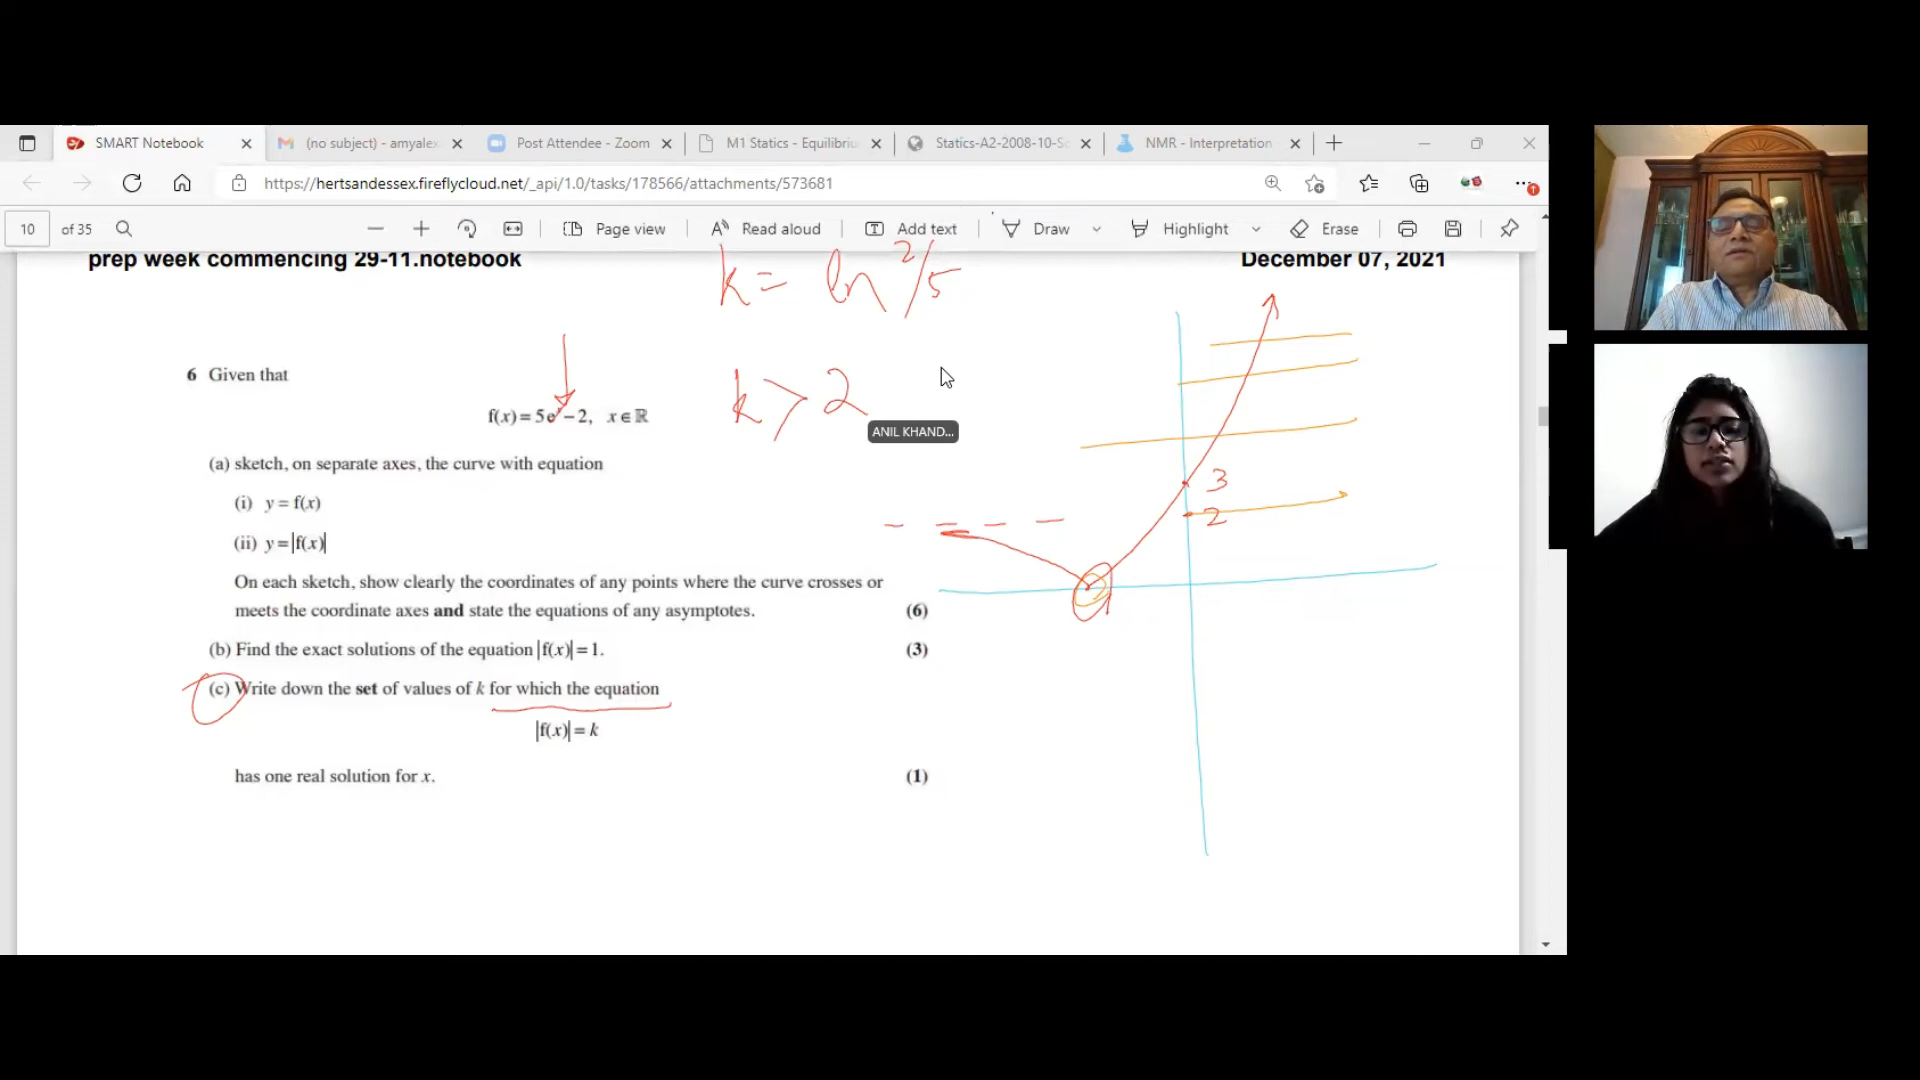 SMART Notebook
(no subject) - amyalex
Post Attendee - Zoom
M1 Statics - Equilibriu
Statics-A2-2008-10-So
NMR - Interpretation
https://hertsandessex.fireflycloud.net/_api/1.0/tasks/178566/attachments/573681
10 of 35
Page view
Read aloud
Add text
Draw
Highlight
Erase
prep week commencing 29-11.notebook
December 07, 2021
k = ln 2/5
6 Given that
k > 2
f(x) = 5e^x − 2, x ∈ ℝ
ANIL KHAND...
(a) sketch, on separate axes, the curve with equation
(i) y = f(x)
3
2
(ii) y = |f(x)|
On each sketch, show clearly the coordinates of any points where the curve crosses or
meets the coordinate axes and state the equations of any asymptotes. (6)
(b) Find the exact solutions of the equation |f(x)| = 1. (3)
(c) Write down the set of values of k for which the equation
|f(x)| = k
has one real solution for x. (1)